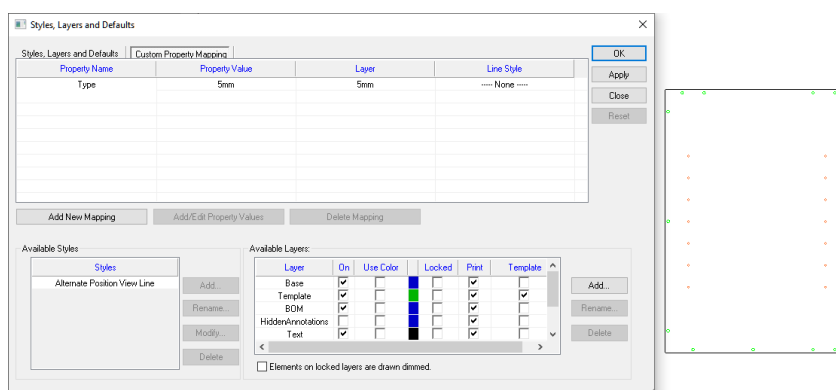 Styles, Layers and Defaults
Styles, Layers and Defaults Custom Property Mapping
OK
Property Name Property Value Layer Line Style
Apply
Type 5mm 5mm ----- None -----
Close
Reset
Add New Mapping Add/Edit Property Values Delete Mapping
Available Styles Available Layers:
Styles Layer On Use Color Locked Print Template
Alternate Position View Line Add... Base Add...
Template
Rename... BOM Rename...
HiddenAnnotations
Modify... Text Delete
Delete
Elements on locked layers are drawn dimmed.